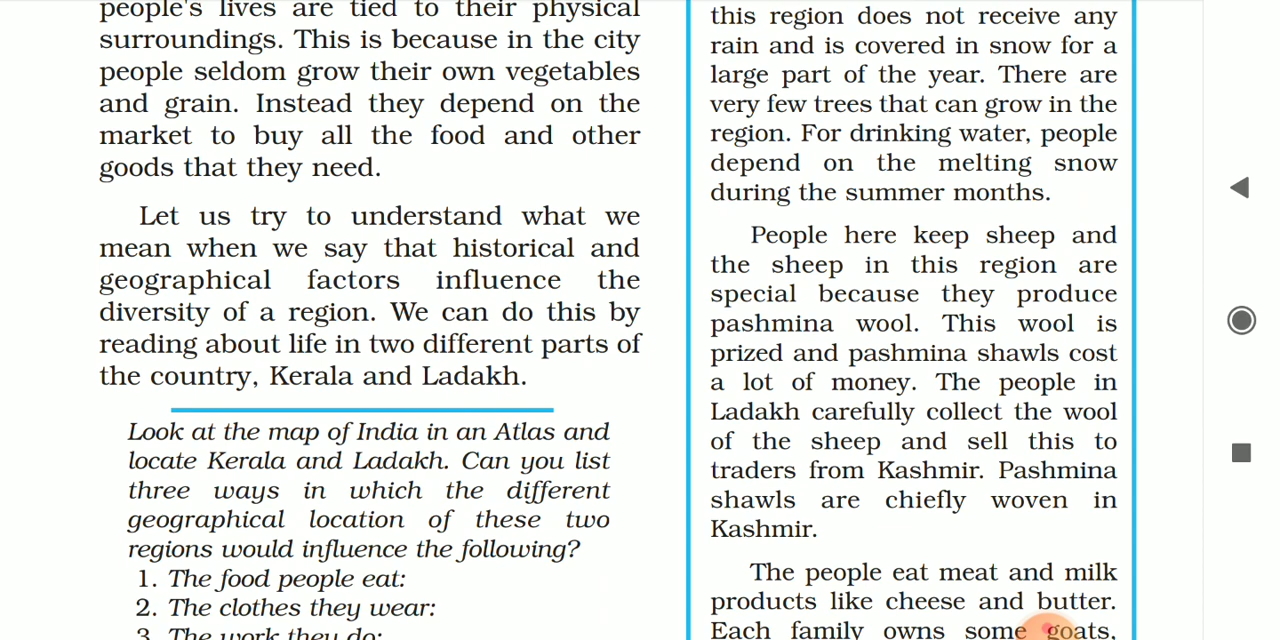 people's lives are tied to their physical
surroundings. This is because in the city
people seldom grow their own vegetables
and grain. Instead they depend on the
market to buy all the food and other
goods that they need.
Let us try to understand what we
mean when we say that historical and
geographical factors influence the
diversity of a region. We can do this by
reading about life in two different parts of
the country, Kerala and Ladakh.
Look at the map of India in an Atlas and
locate Kerala and Ladakh. Can you list
three ways in which the different
geographical location of these two
regions would influence the following?
1. The food people eat:
2. The clothes they wear:
3. The work they do:
this region does not receive any
rain and is covered in snow for a
large part of the year. There are
very few trees that can grow in the
region. For drinking water, people
depend on the melting snow
during the summer months.
People here keep sheep and
the sheep in this region are
special because they produce
pashmina wool. This wool is
prized and pashmina shawls cost
a lot of money. The people in
Ladakh carefully collect the wool
of the sheep and sell this to
traders from Kashmir. Pashmina
shawls are chiefly woven in
Kashmir.
The people eat meat and milk
products like cheese and butter.
Each family owns some goats,